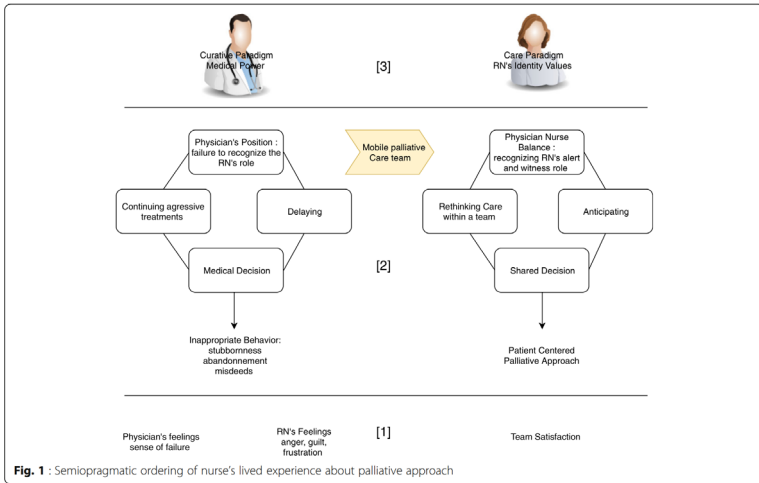 Curative Paradigm
Medical Power
[3]
Care Paradigm
RN's Identity Values
Physician's Position :
failure to recognize the
RN's role
Mobile palliative
Care team
Physician Nurse
Balance :
recognizing RN's alert
and witness role
Continuing agressive
treatments
Delaying
Rethinking Care
within a team
Anticipating
Medical Decision
[2]
Shared Decision
Inappropriate Behavior:
stubbornness
abandonnement
misdeeds
Patient Centered
Palliative Approach
Physician's feelings
sense of failure
RN's Feelings
anger, guilt,
frustration
[1]
Team Satisfaction
Fig. 1 : Semiopragmatic ordering of nurse's lived experience about palliative approach